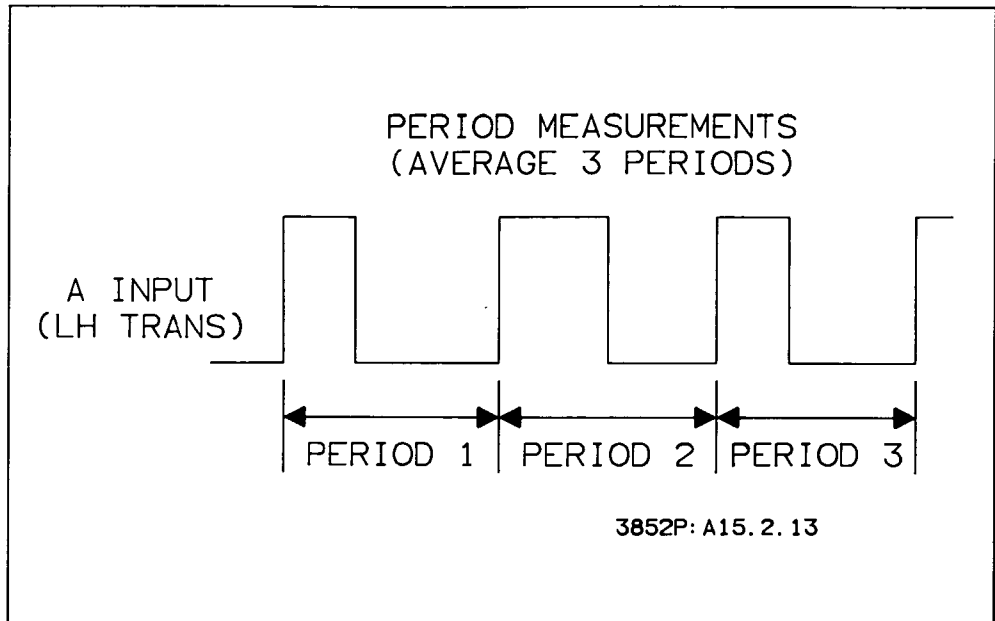 PERIOD MEASUREMENTS
(AVERAGE 3 PERIODS)
A INPUT
(LH TRANS)
PERIOD 1 PERIOD 2 PERIOD 3
3852P: A15.2.13